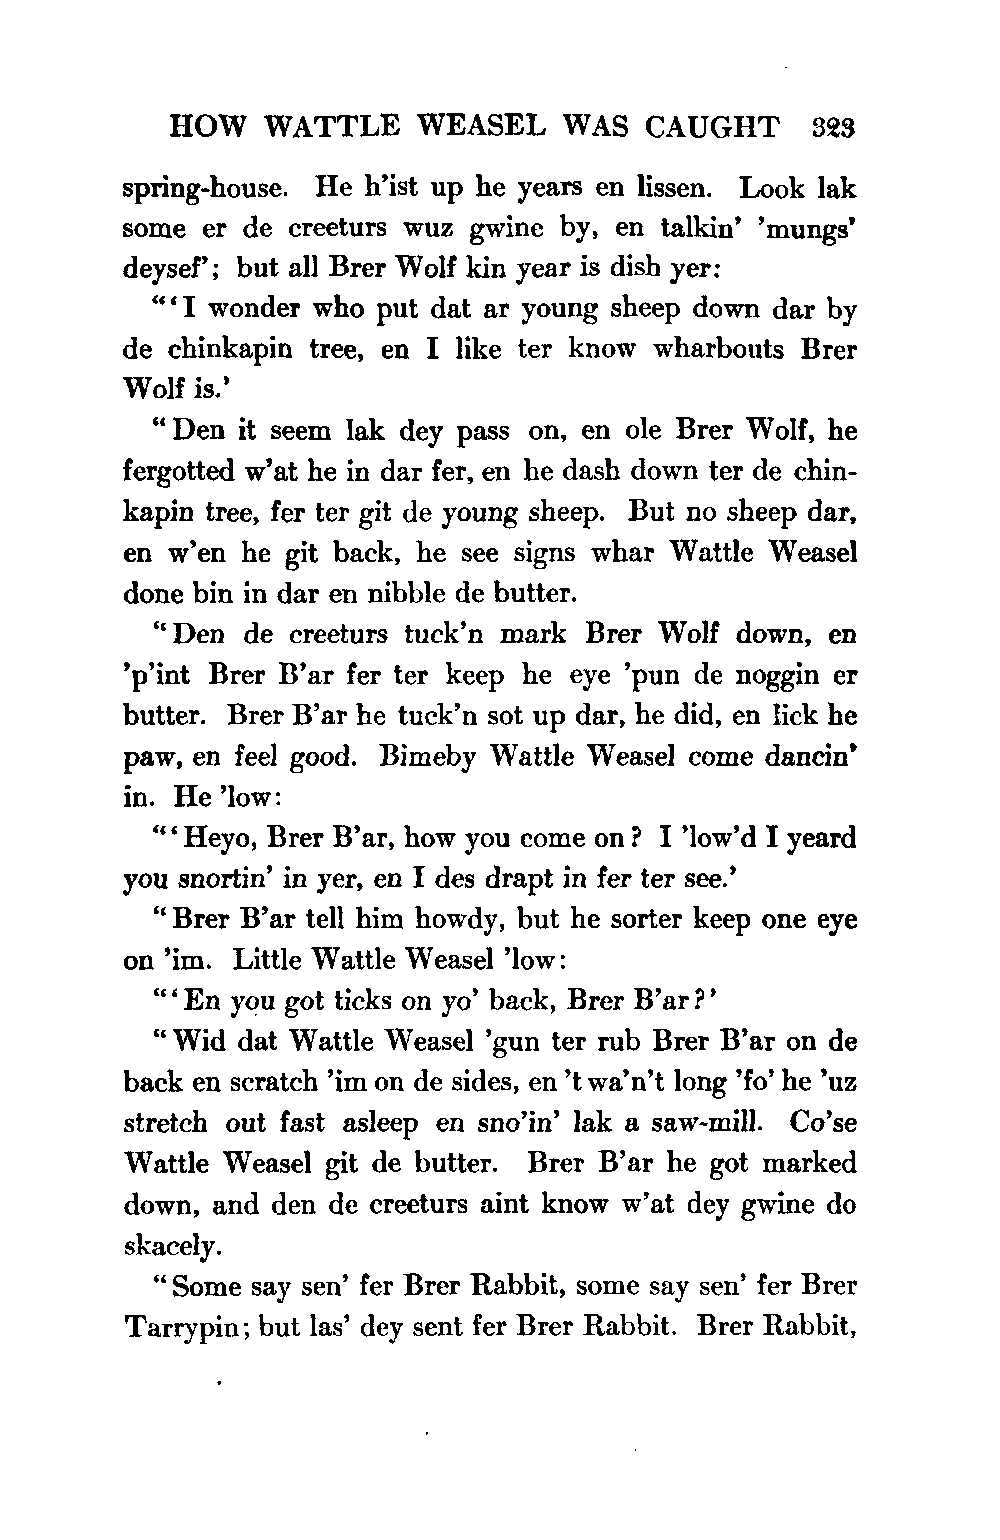 HOW WATTLE WEASEL WAS CAUGHT 323
spring-house. He h'ist up he years en lissen. Look lak
some er de creeturs wuz gwine by, en talkin' 'mungs'
deysef'; but all Brer Wolf kin year is dish yer:
"'I wonder who put dat ar young sheep down dar by
de chinkapin tree, en I like ter know wharbouts Brer
Wolf is.'
"Den it seem lak dey pass on, en ole Brer Wolf, he
fergotted w'at he in dar fer, en he dash down ter de chin-
kapin tree, fer ter git de young sheep. But no sheep dar,
en w'en he git back, he see signs whar Wattle Weasel
done bin in dar en nibble de butter.
"Den de creeturs tuck'n mark Brer Wolf down, en
'p'int Brer B'ar fer ter keep he eye 'pun de noggin er
butter. Brer B'ar he tuck'n sot up dar, he did, en lick he
paw, en feel good. Bimeby Wattle Weasel come dancin'
in. He 'low:
"'Heyo, Brer B'ar, how you come on? I 'low'd I yeard
you snortin' in yer, en I des drapt in fer ter see.'
"Brer B'ar tell him howdy, but he sorter keep one eye
on 'im. Little Wattle Weasel 'low:
"'En you got ticks on yo' back, Brer B'ar?'
"Wid dat Wattle Weasel 'gun ter rub Brer B'ar on de
back en scratch 'im on de sides, en 't wa'n't long 'fo' he 'uz
stretch out fast asleep en sno'in' lak a saw-mill. Co'se
Wattle Weasel git de butter. Brer B'ar he got marked
down, and den de creeturs aint know w'at dey gwine do
skacely.
"Some say sen' fer Brer Rabbit, some say sen' fer Brer
Tarrypin; but las' dey sent fer Brer Rabbit. Brer Rabbit,